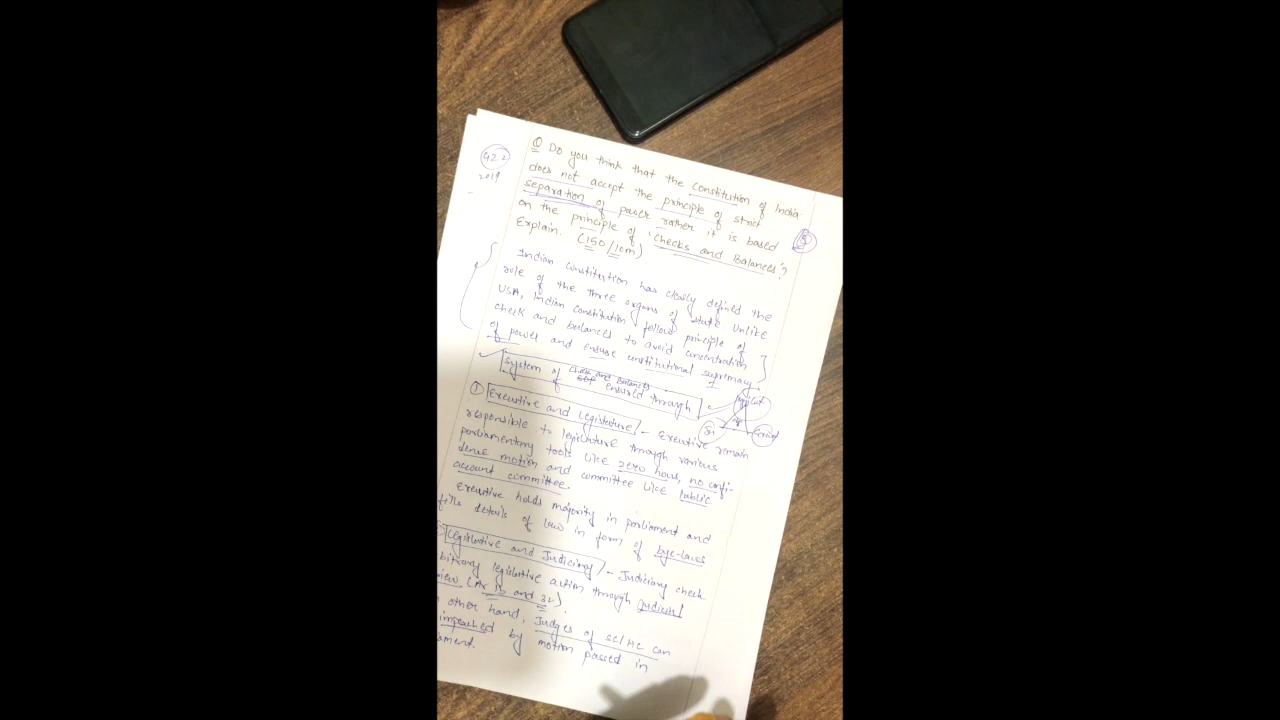 Q Do you think that the Constitution of India
does not accept the principle of strict
separation of power rather it is based
on the principle of 'Checks and Balances'?
Explain. (150/10m)
2019
Indian Constitution has clearly defined the
role of the three organs of state unlike
USA, Indian Constitution follow principle of
check and balances to avoid concentration
of power and ensure constitutional supremacy.
System of Check and Balances ensured through
① Executive and Legislature - Executive remain
responsible to legislature through various
parliamentary tools like zero hour, no confi-
dence motion and committee like Public
account committee.
Executive holds majority in parliament and
fills details of law in form of bye-laws
Legislative and Judiciary - Judiciary check
bitrary legislative action through Judicial
view (Ar 13 and 32).
other hand, Judges of SC/HC can
impeached by motion passed in
ament.